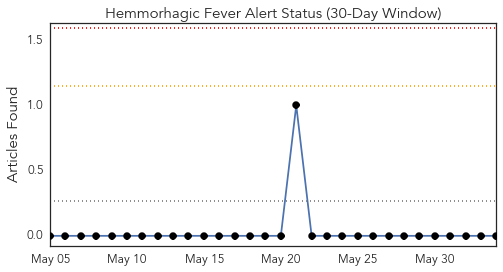 Hemmorhagic Fever Alert Status (30-Day Window)
Articles Found
1.5
1.0
0.5
0.0
May 05 May 10 May 15 May 20 May 25 May 30